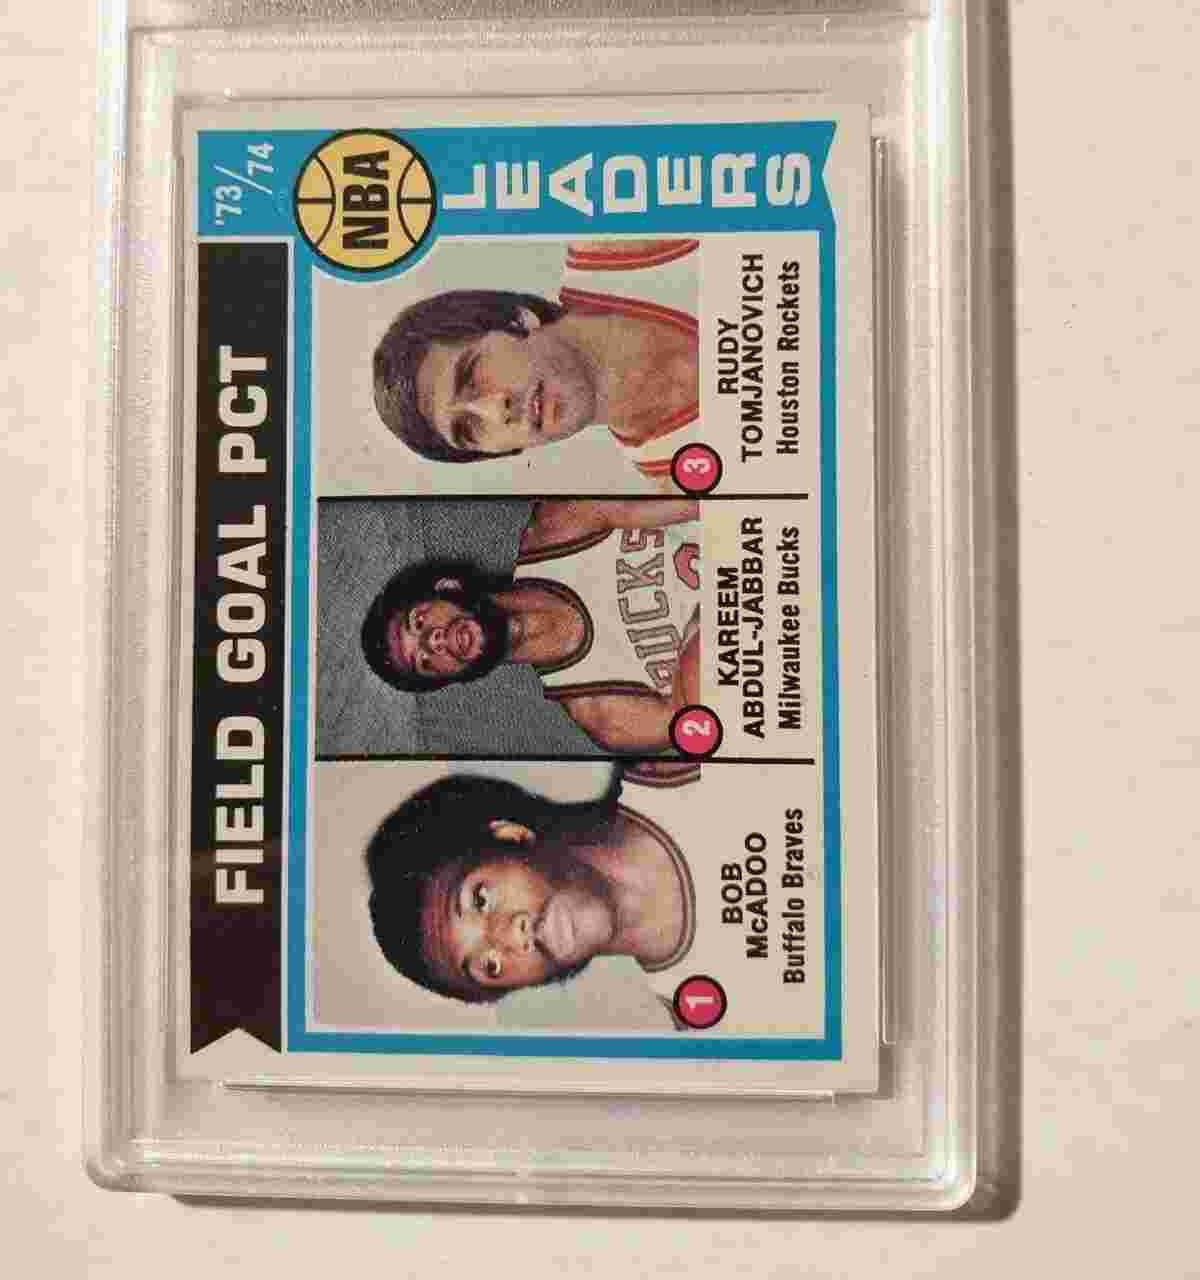 FIELD GOAL PCT
'73/74
NBA
LEADERS
BUCKS
1
BOB
McADOO
Buffalo Braves
2
KAREEM
ABDUL-JABBAR
Milwaukee Bucks
3
RUDY
TOMJANOVICH
Houston Rockets